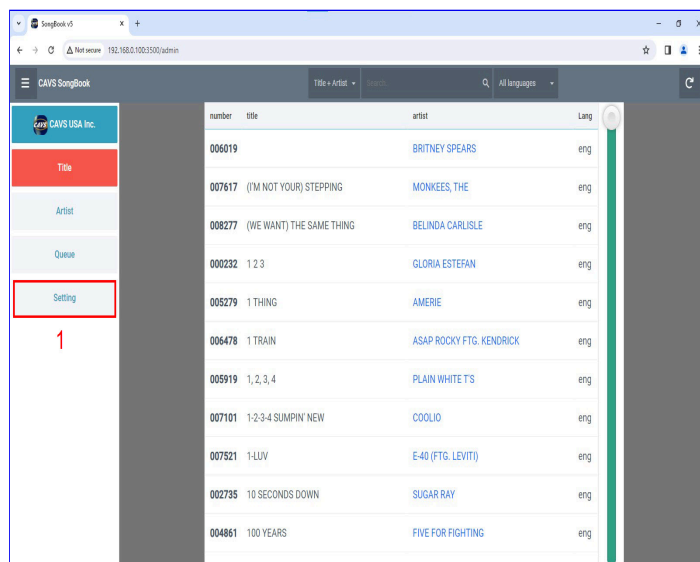 SongBook v5
Not secure 192.168.0.100:3500/admin
CAVS SongBook
Title + Artist
Search
All languages
CAVS CAVS USA Inc.
Title
Artist
Queue
Setting
1
number title artist Lang
006019 BRITNEY SPEARS eng
007617 (I'M NOT YOUR) STEPPING MONKEES, THE eng
008277 (WE WANT) THE SAME THING BELINDA CARLISLE eng
000232 1 2 3 GLORIA ESTEFAN eng
005279 1 THING AMERIE eng
006478 1 TRAIN ASAP ROCKY FTG. KENDRICK eng
005919 1, 2, 3, 4 PLAIN WHITE T'S eng
007101 1-2-3-4 SUMPIN' NEW COOLIO eng
007521 1-LUV E-40 (FTG. LEVITI) eng
002735 10 SECONDS DOWN SUGAR RAY eng
004861 100 YEARS FIVE FOR FIGHTING eng